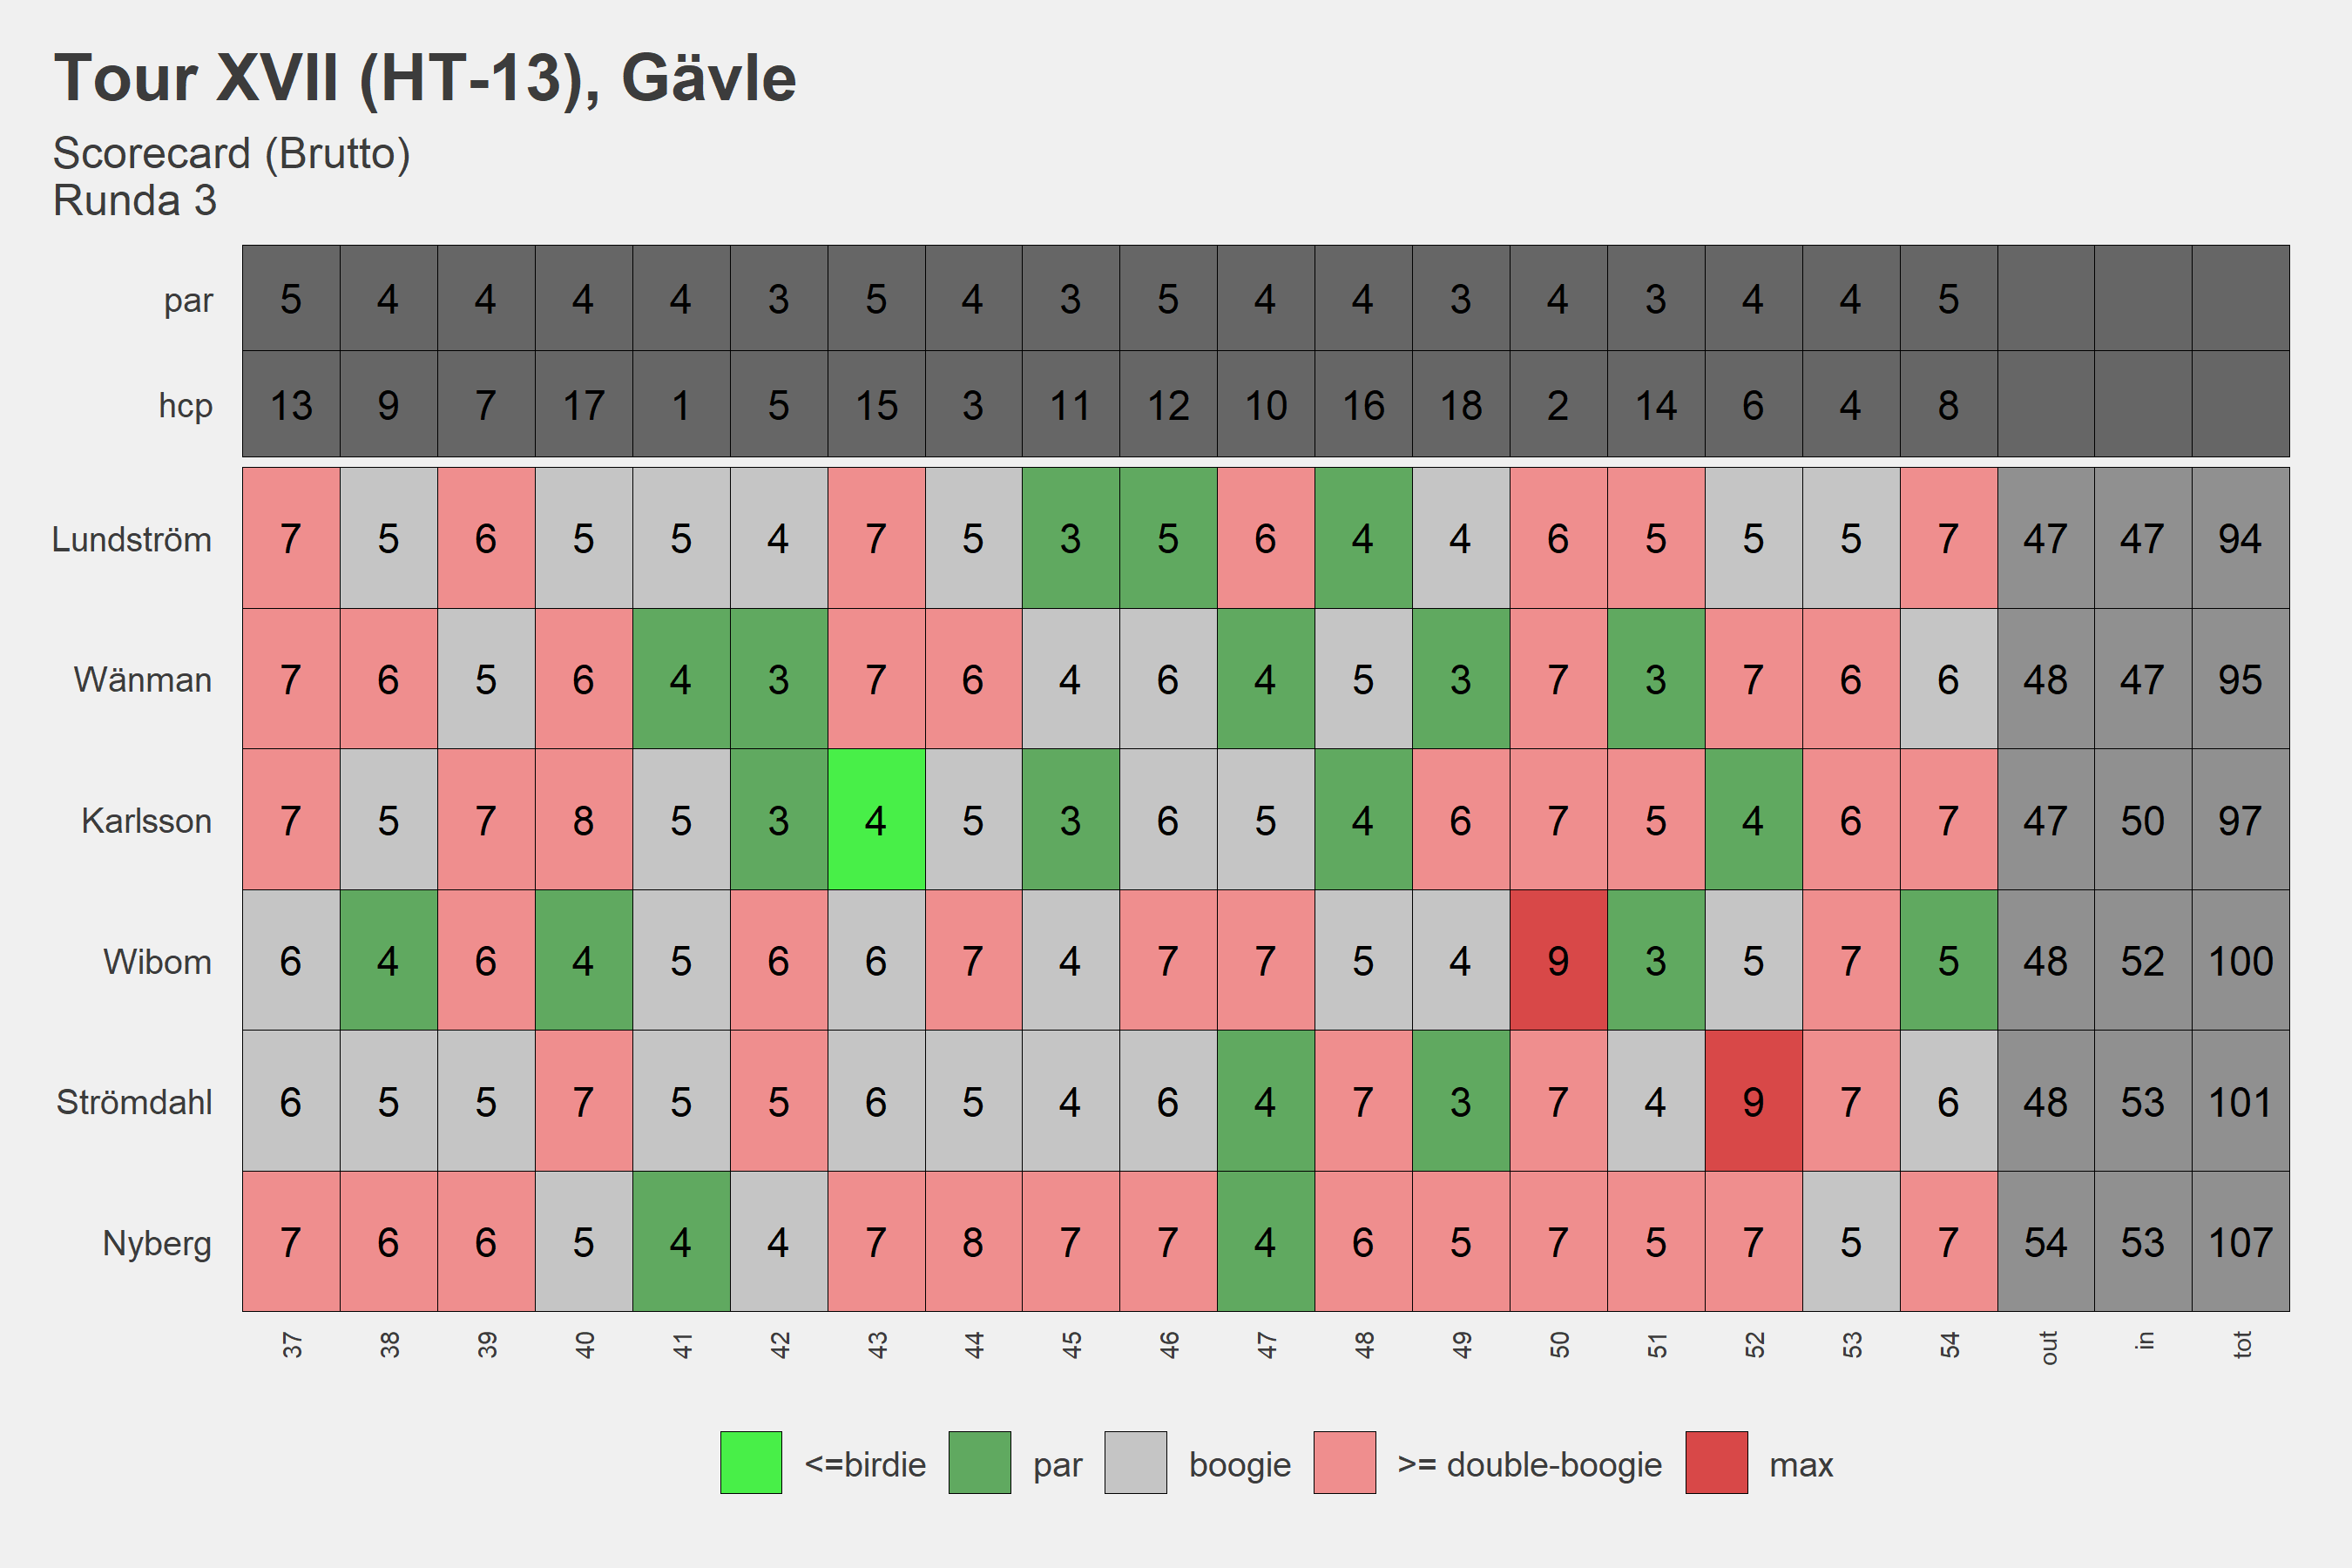 Tour XVII (HT-13), Gävle
Scorecard (Brutto)
Runda 3
par 5 4 4 4 4 3 5 4 3 5 4 4 3 4 3 4 4 5
hcp 13 9 7 17 1 5 15 3 11 12 10 16 18 2 14 6 4 8
Lundström 7 5 6 5 5 4 7 5 3 5 6 4 4 6 5 5 5 7 47 47 94
Wänman 7 6 5 6 4 3 7 6 4 6 4 5 3 7 3 7 6 6 48 47 95
Karlsson 7 5 7 8 5 3 4 5 3 6 5 4 6 7 5 4 6 7 47 50 97
Wibom 6 4 6 4 5 6 6 7 4 7 7 5 4 9 3 5 7 5 48 52 100
Strömdahl 6 5 5 7 5 5 6 5 4 6 4 7 3 7 4 9 7 6 48 53 101
Nyberg 7 6 6 5 4 4 7 8 7 7 4 6 5 7 5 7 5 7 54 53 107
37 38 39 40 41 42 43 44 45 46 47 48 49 50 51 52 53 54 out in tot
<=birdie par boogie >= double-boogie max